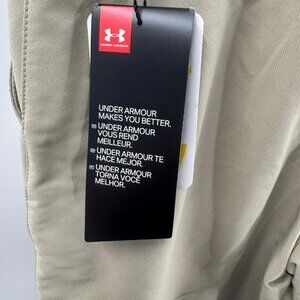 UNDER ARMOUR
UNDER ARMOUR
MAKES YOU BETTER.
UNDER ARMOUR
VOUS REND
MEILLEUR.
UNDER ARMOUR TE
HACE MEJOR.
UNDER ARMOUR
TORNA VOCÊ
MELHOR.